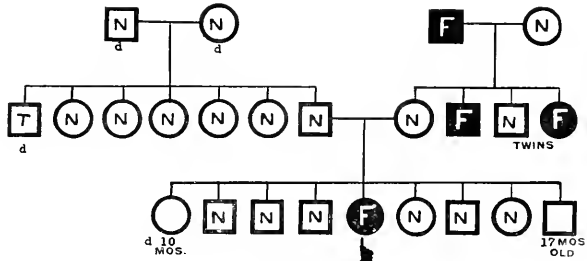 N N F N
d d
T N N N N N N N F N F
d TWINS
N N N F N N N
d 10 MOS. 17 MOS OLD